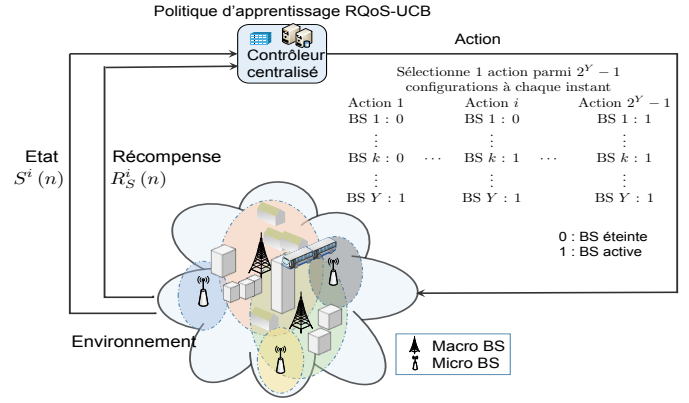 Politique d'apprentissage RQoS-UCB
Contrôleur
centralisé
Action
Sélectionne 1 action parmi 2^Y − 1
configurations à chaque instant
Action 1 Action i Action 2^Y − 1
BS 1 : 0 BS 1 : 0 BS 1 : 1
⋮ ⋮ ⋮
BS k : 0 ⋯ BS k : 1 ⋯ BS k : 1
⋮ ⋮ ⋮
BS Y : 1 BS Y : 1 BS Y : 1
0 : BS éteinte
1 : BS active
Etat
S^i (n)
Récompense
R_S^i (n)
Environnement
Macro BS
Micro BS